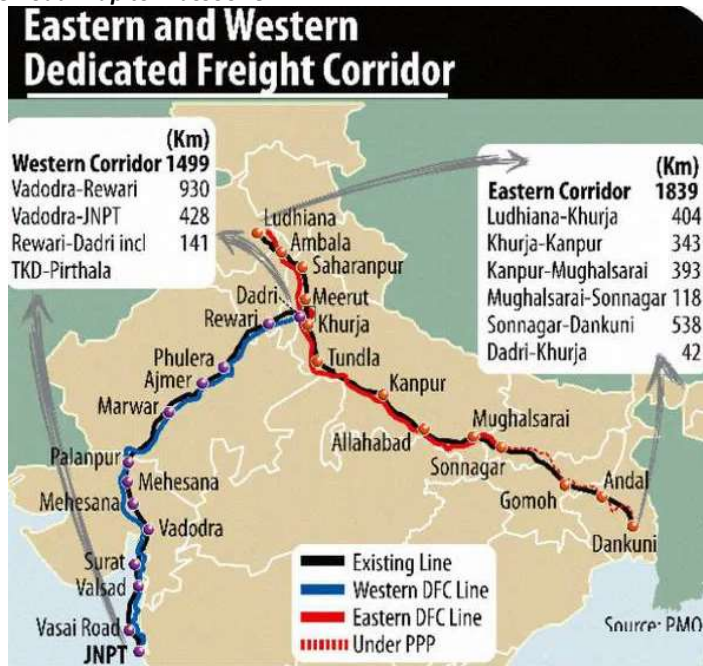 Eastern and Western
Dedicated Freight Corridor
(Km)
Western Corridor 1499
Vadodra-Rewari 930
Vadodra-JNPT 428
Rewari-Dadri incl 141
TKD-Pirthala
(Km)
Eastern Corridor 1839
Ludhiana-Khurja 404
Khurja-Kanpur 343
Kanpur-Mughalsarai 393
Mughalsarai-Sonnagar 118
Sonnagar-Dankuni 538
Dadri-Khurja 42
Ludhiana
Ambala
Saharanpur
Meerut
Dadri
Rewari
Khurja
Phulera
Tundla
Ajmer
Kanpur
Marwar
Allahabad
Mughalsarai
Palanpur
Sonnagar
Mehesana
Gomoh
Andal
Mehesana
Vadodra
Dankuni
Surat
Valsad
Vasai Road
JNPT
Existing Line
Western DFC Line
Eastern DFC Line
Under PPP
Source: PMO